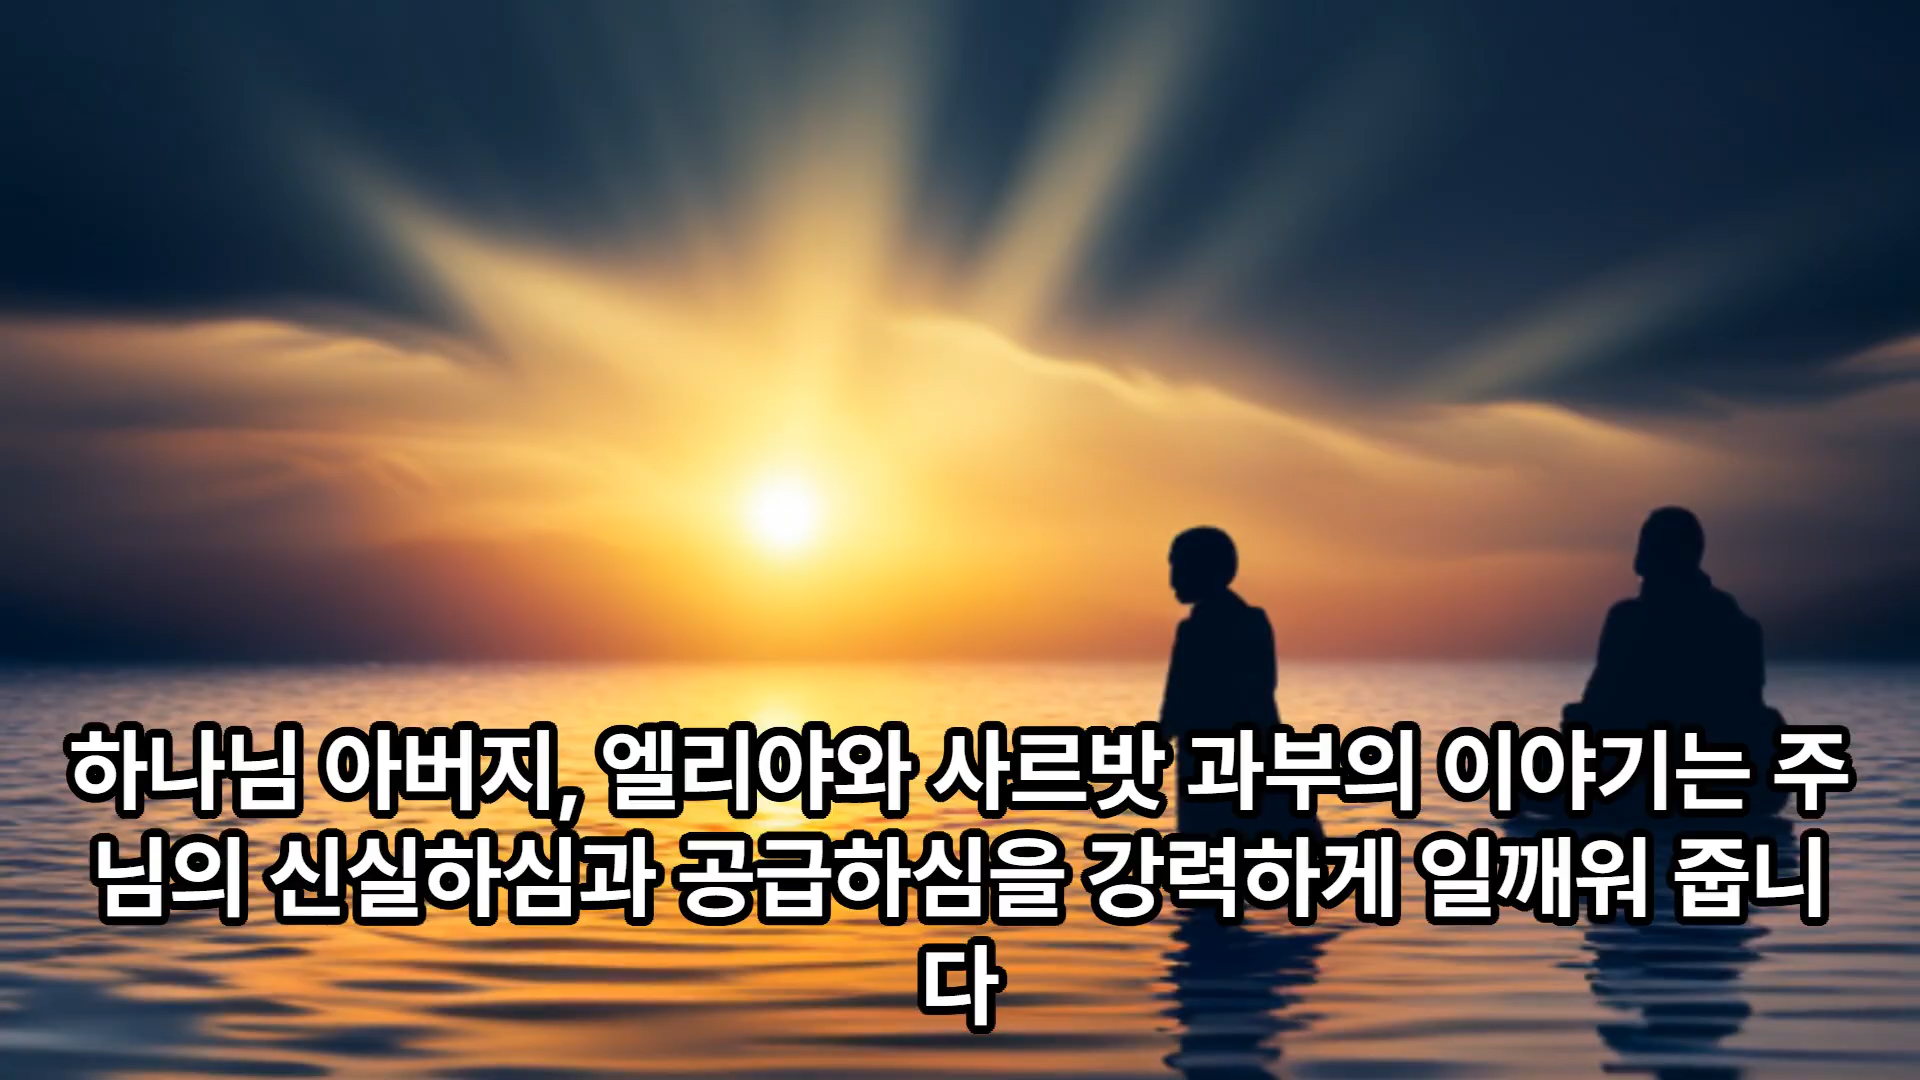 하나님 아버지, 엘리야와 사르밧 과부의 이야기는 주
님의 신실하심과 공급하심을 강력하게 일깨워 줍니
다